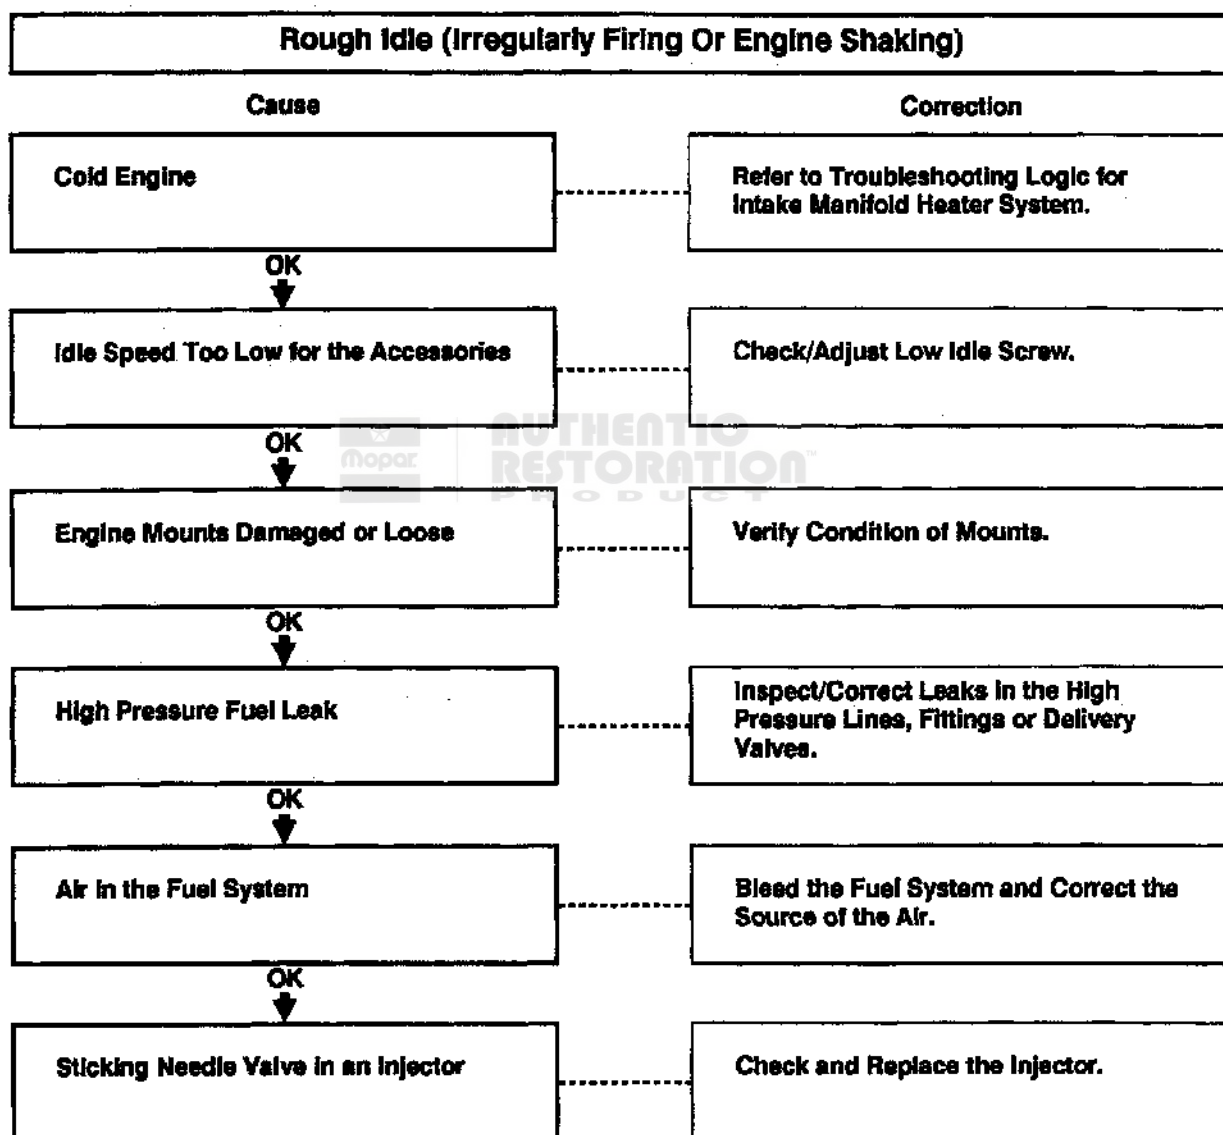 Rough Idle (Irregularly Firing Or Engine Shaking)
Cause
Correction
Cold Engine
Refer to Troubleshooting Logic for
Intake Manifold Heater System.
OK
Idle Speed Too Low for the Accessories
Check/Adjust Low Idle Screw.
OK
Mopar
AUTHENTIC
RESTORATION™
PRODUCT
Engine Mounts Damaged or Loose
Verify Condition of Mounts.
OK
High Pressure Fuel Leak
Inspect/Correct Leaks in the High
Pressure Lines, Fittings or Delivery
Valves.
OK
Air in the Fuel System
Bleed the Fuel System and Correct the
Source of the Air.
OK
Sticking Needle Valve in an Injector
Check and Replace the Injector.